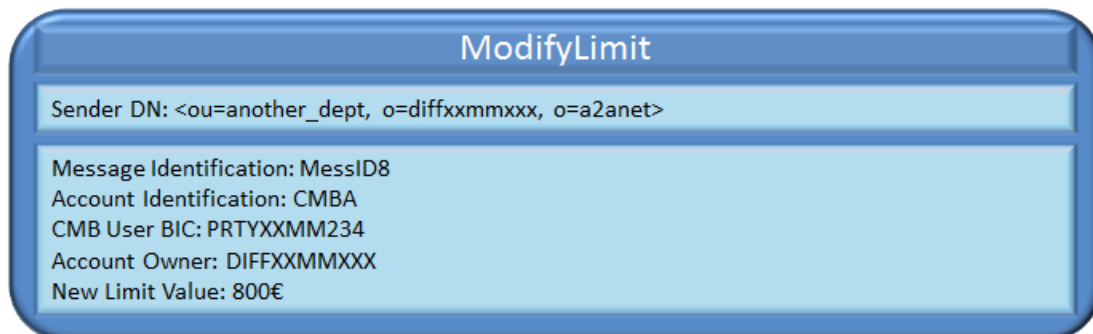 ModifyLimit
Sender DN: <ou=another_dept, o=diffxxmmxxx, o=a2anet>
Message Identification: MessID8
Account Identification: CMBA
CMB User BIC: PRTYXXMM234
Account Owner: DIFFXXMMXXX
New Limit Value: 800€